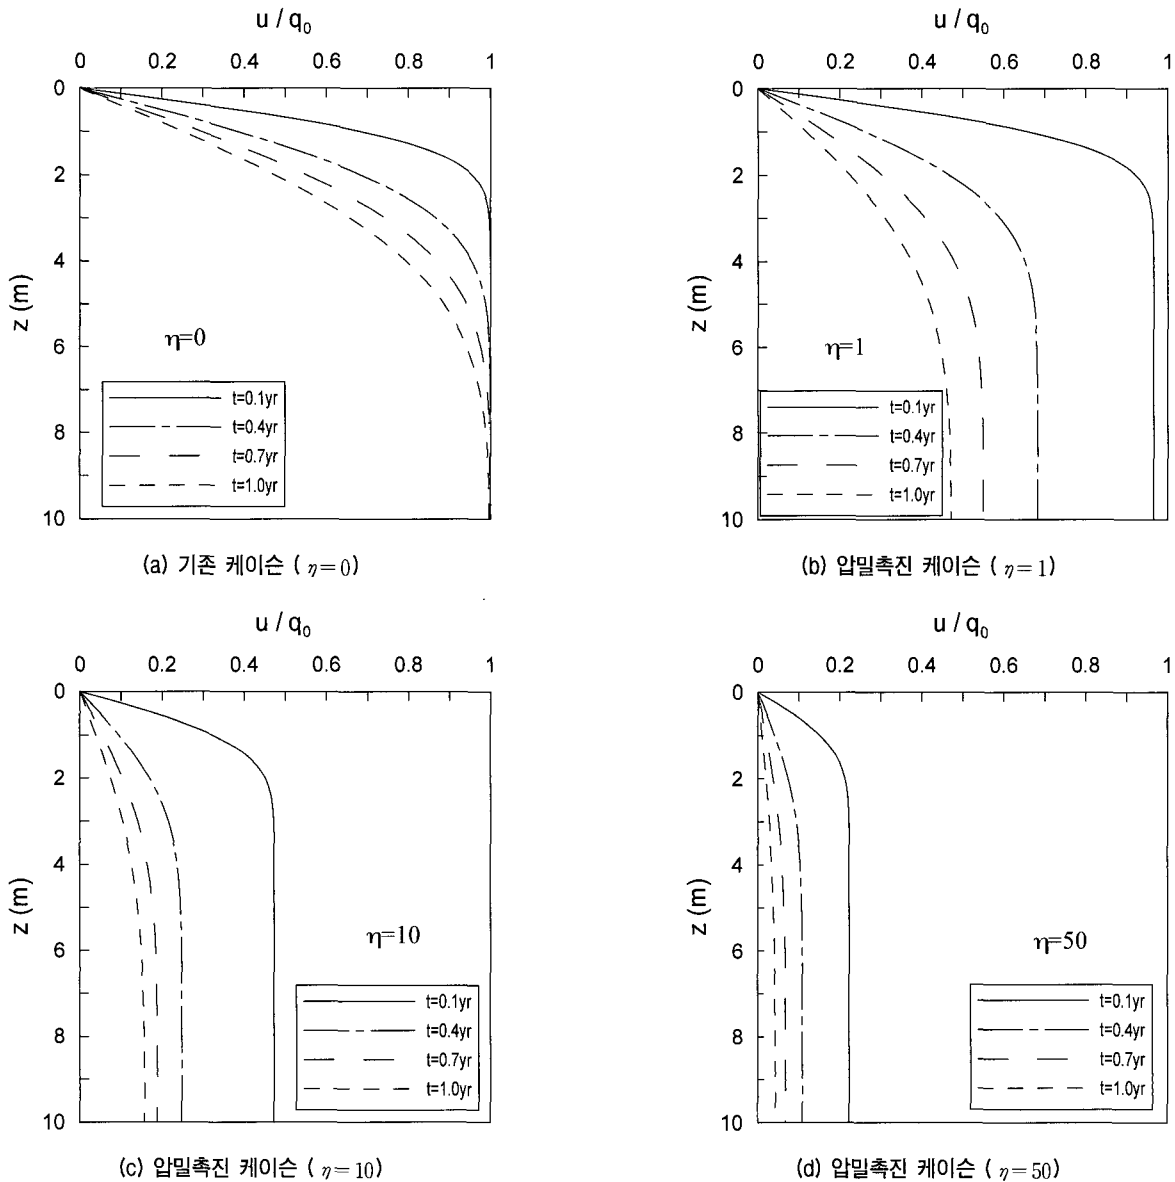 u / q0
0 0.2 0.4 0.6 0.8 1
0
2
4
6
8
10
z (m)
η=0
t=0.1yr
t=0.4yr
t=0.7yr
t=1.0yr
(a) 기존 케이슨 ( η=0)
u / q0
0 0.2 0.4 0.6 0.8 1
0
2
4
6
8
10
z (m)
η=1
t=0.1yr
t=0.4yr
t=0.7yr
t=1.0yr
(b) 압밀촉진 케이슨 ( η=1)
u / q0
0 0.2 0.4 0.6 0.8 1
0
2
4
6
8
10
z (m)
η=10
t=0.1yr
t=0.4yr
t=0.7yr
t=1.0yr
(c) 압밀촉진 케이슨 ( η=10)
u / q0
0 0.2 0.4 0.6 0.8 1
0
2
4
6
8
10
z (m)
η=50
t=0.1yr
t=0.4yr
t=0.7yr
t=1.0yr
(d) 압밀촉진 케이슨 ( η=50)